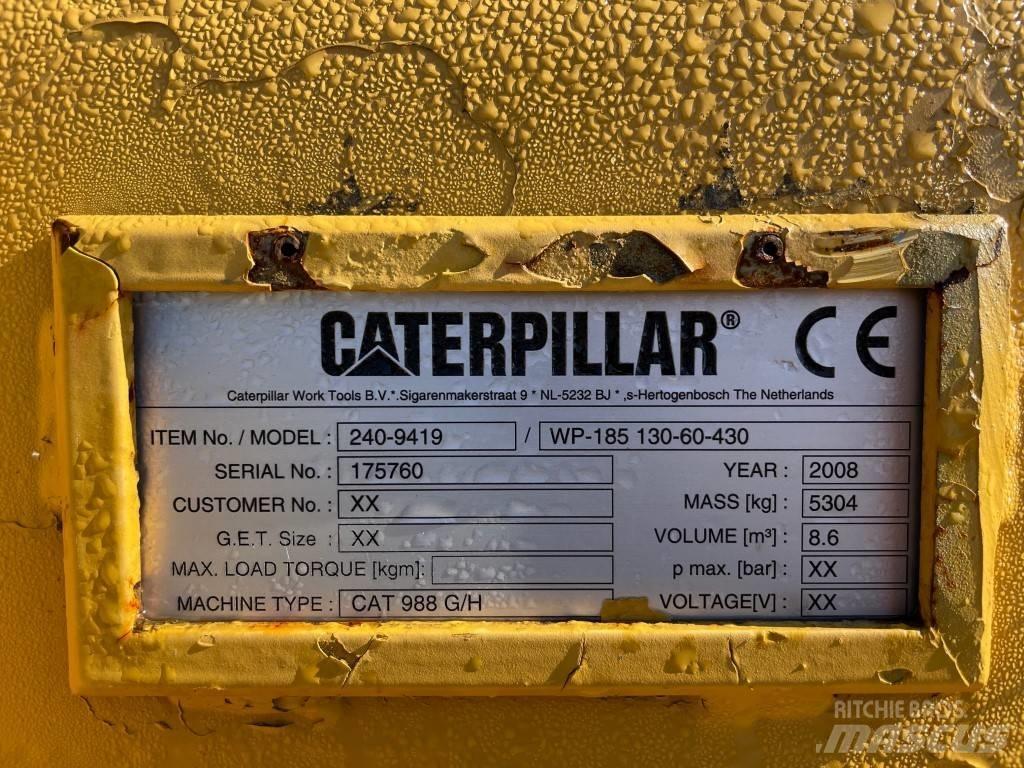 CATERPILLAR® CE
Caterpillar Work Tools B.V.*.Sigarenmakerstraat 9 * NL-5232 BJ * ,s-Hertogenbosch The Netherlands
ITEM No. / MODEL : 240-9419 / WP-185 130-60-430
SERIAL No. : 175760 YEAR : 2008
CUSTOMER No. : XX MASS [kg] : 5304
G.E.T. Size : XX VOLUME [m³] : 8.6
MAX. LOAD TORQUE [kgm]: p max. [bar] : XX
MACHINE TYPE : CAT 988 G/H VOLTAGE[V] : XX
RITCHIE BROS.
mascus